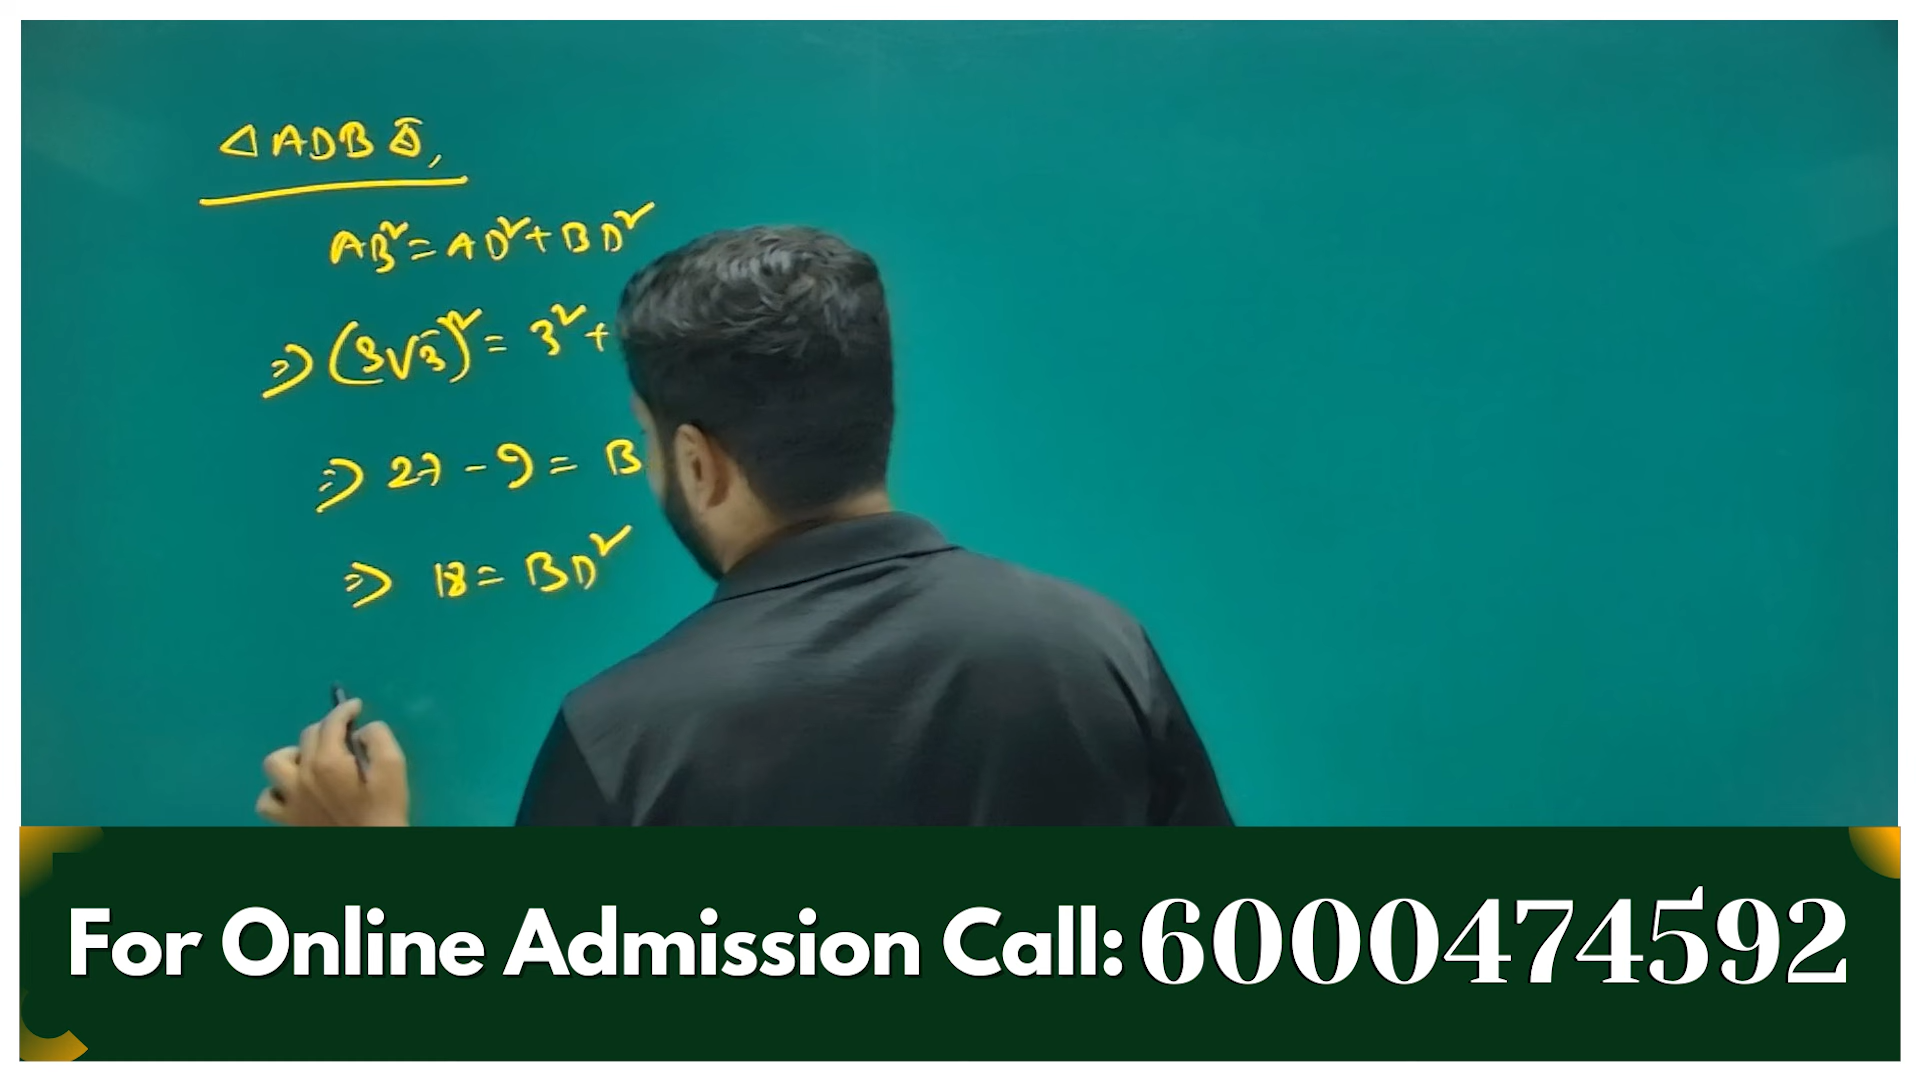 △ADB ত,
AB² = AD² + BD²
⇒ (3√3)² = 3² +
⇒ 27 - 9 = B
⇒ 18 = BD²
For Online Admission Call: 6000474592